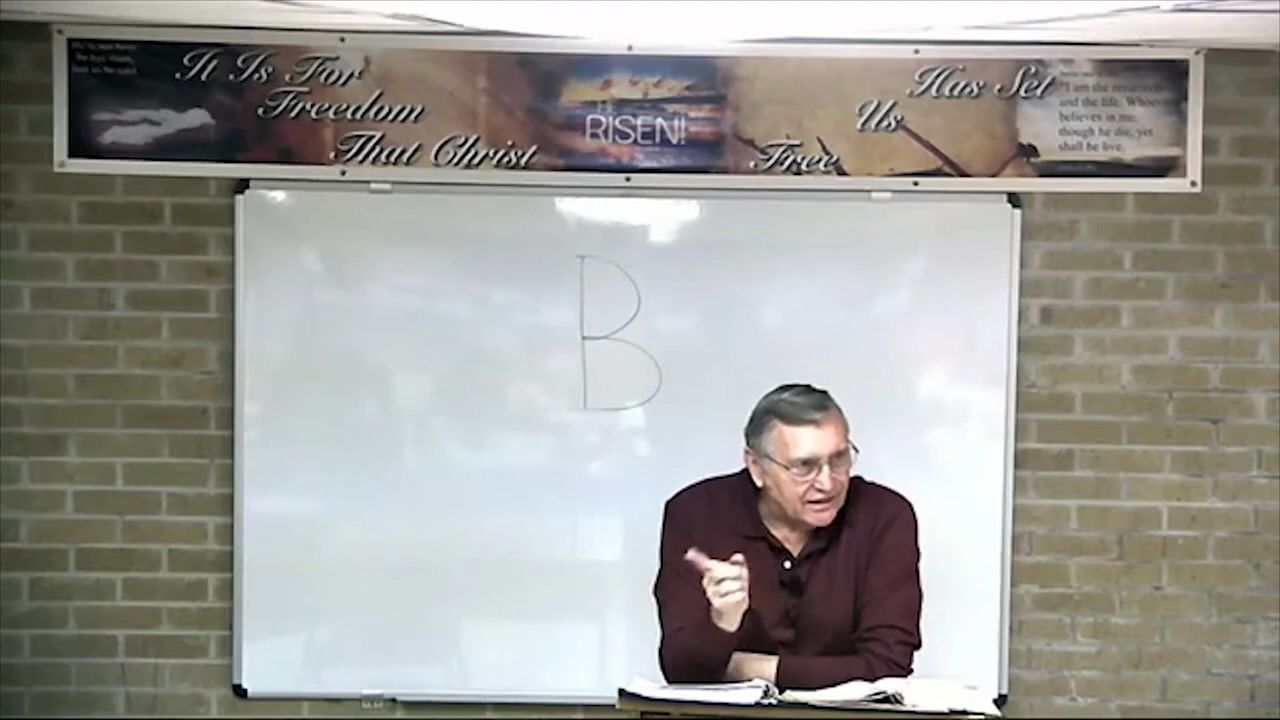 It Is For
Freedom
That Christ
HE
RISEN!
Free
Us
Has Set
"I am the resurrection
and the life. Whoever
believes in me,
though he die, yet
shall he live.
B